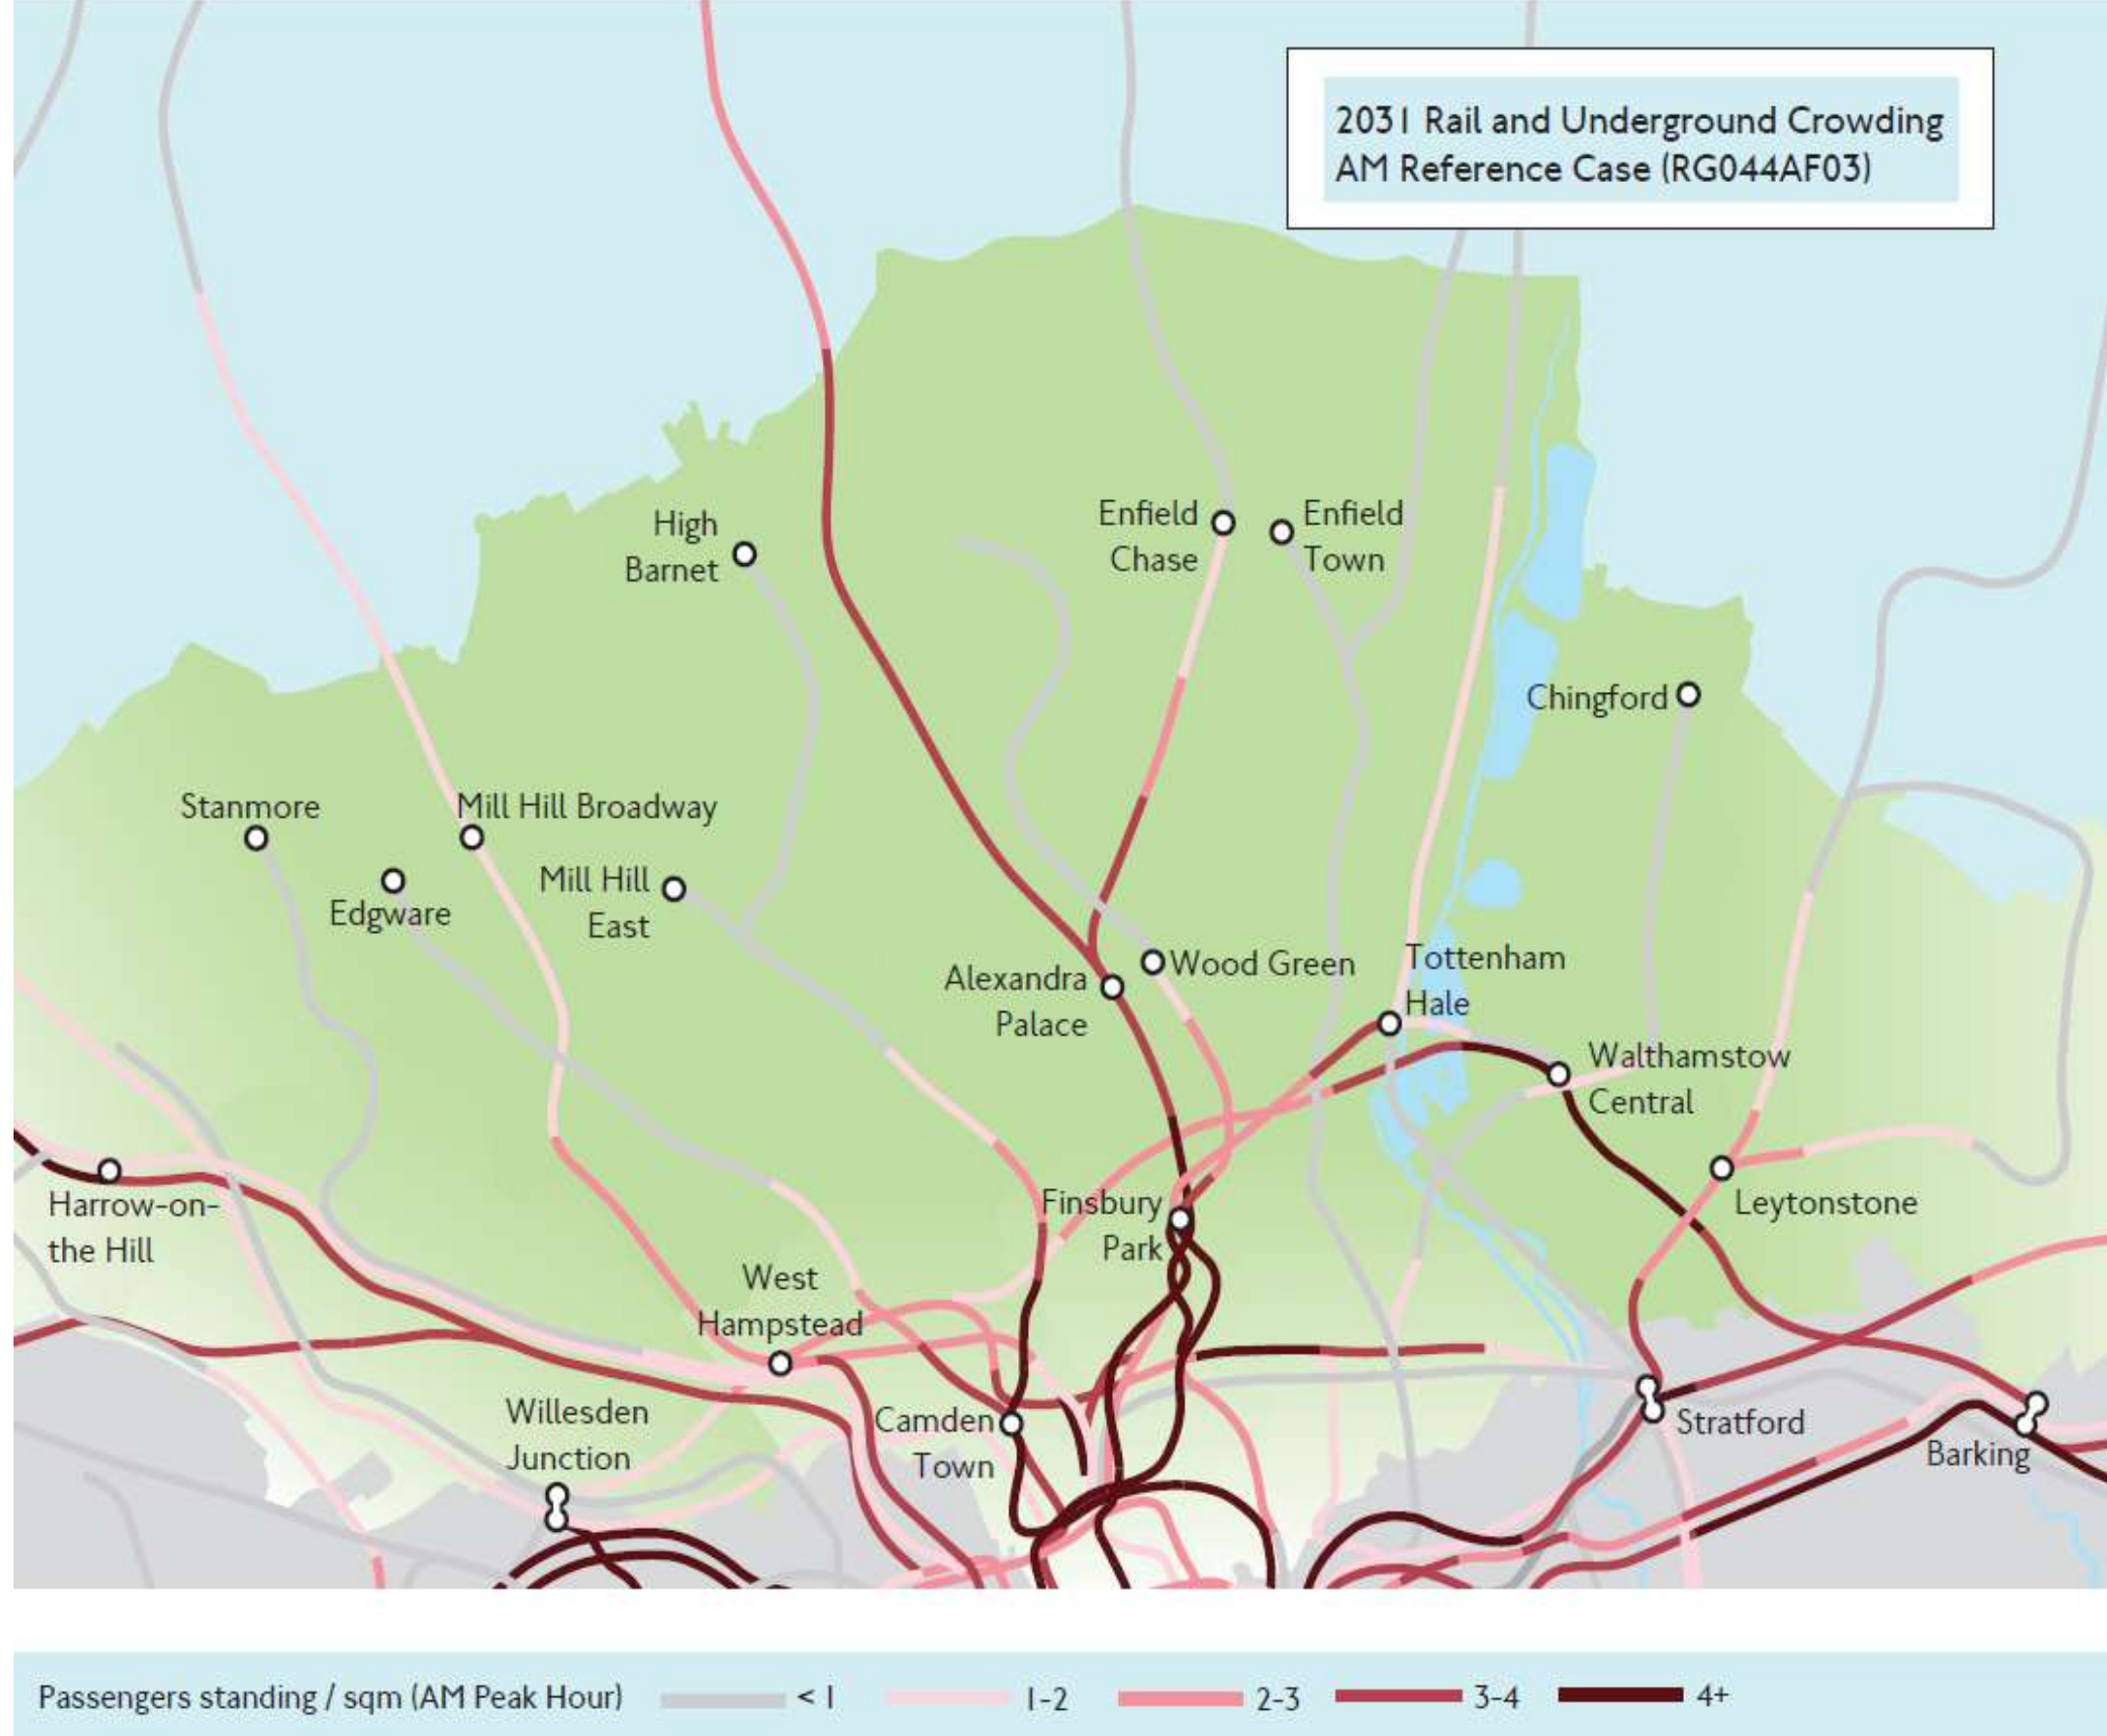 2031 Rail and Underground Crowding
AM Reference Case (RG044AF03)
High
Barnet
Enfield
Chase
Enfield
Town
Chingford
Stanmore
Mill Hill Broadway
Edgware
Mill Hill
East
Alexandra
Palace
Wood Green
Tottenham
Hale
Walthamstow
Central
Harrow-on-
the Hill
Finsbury
Park
Leytonstone
West
Hampstead
Willesden
Junction
Camden
Town
Stratford
Barking
Passengers standing / sqm (AM Peak Hour) < 1 1-2 2-3 3-4 4+